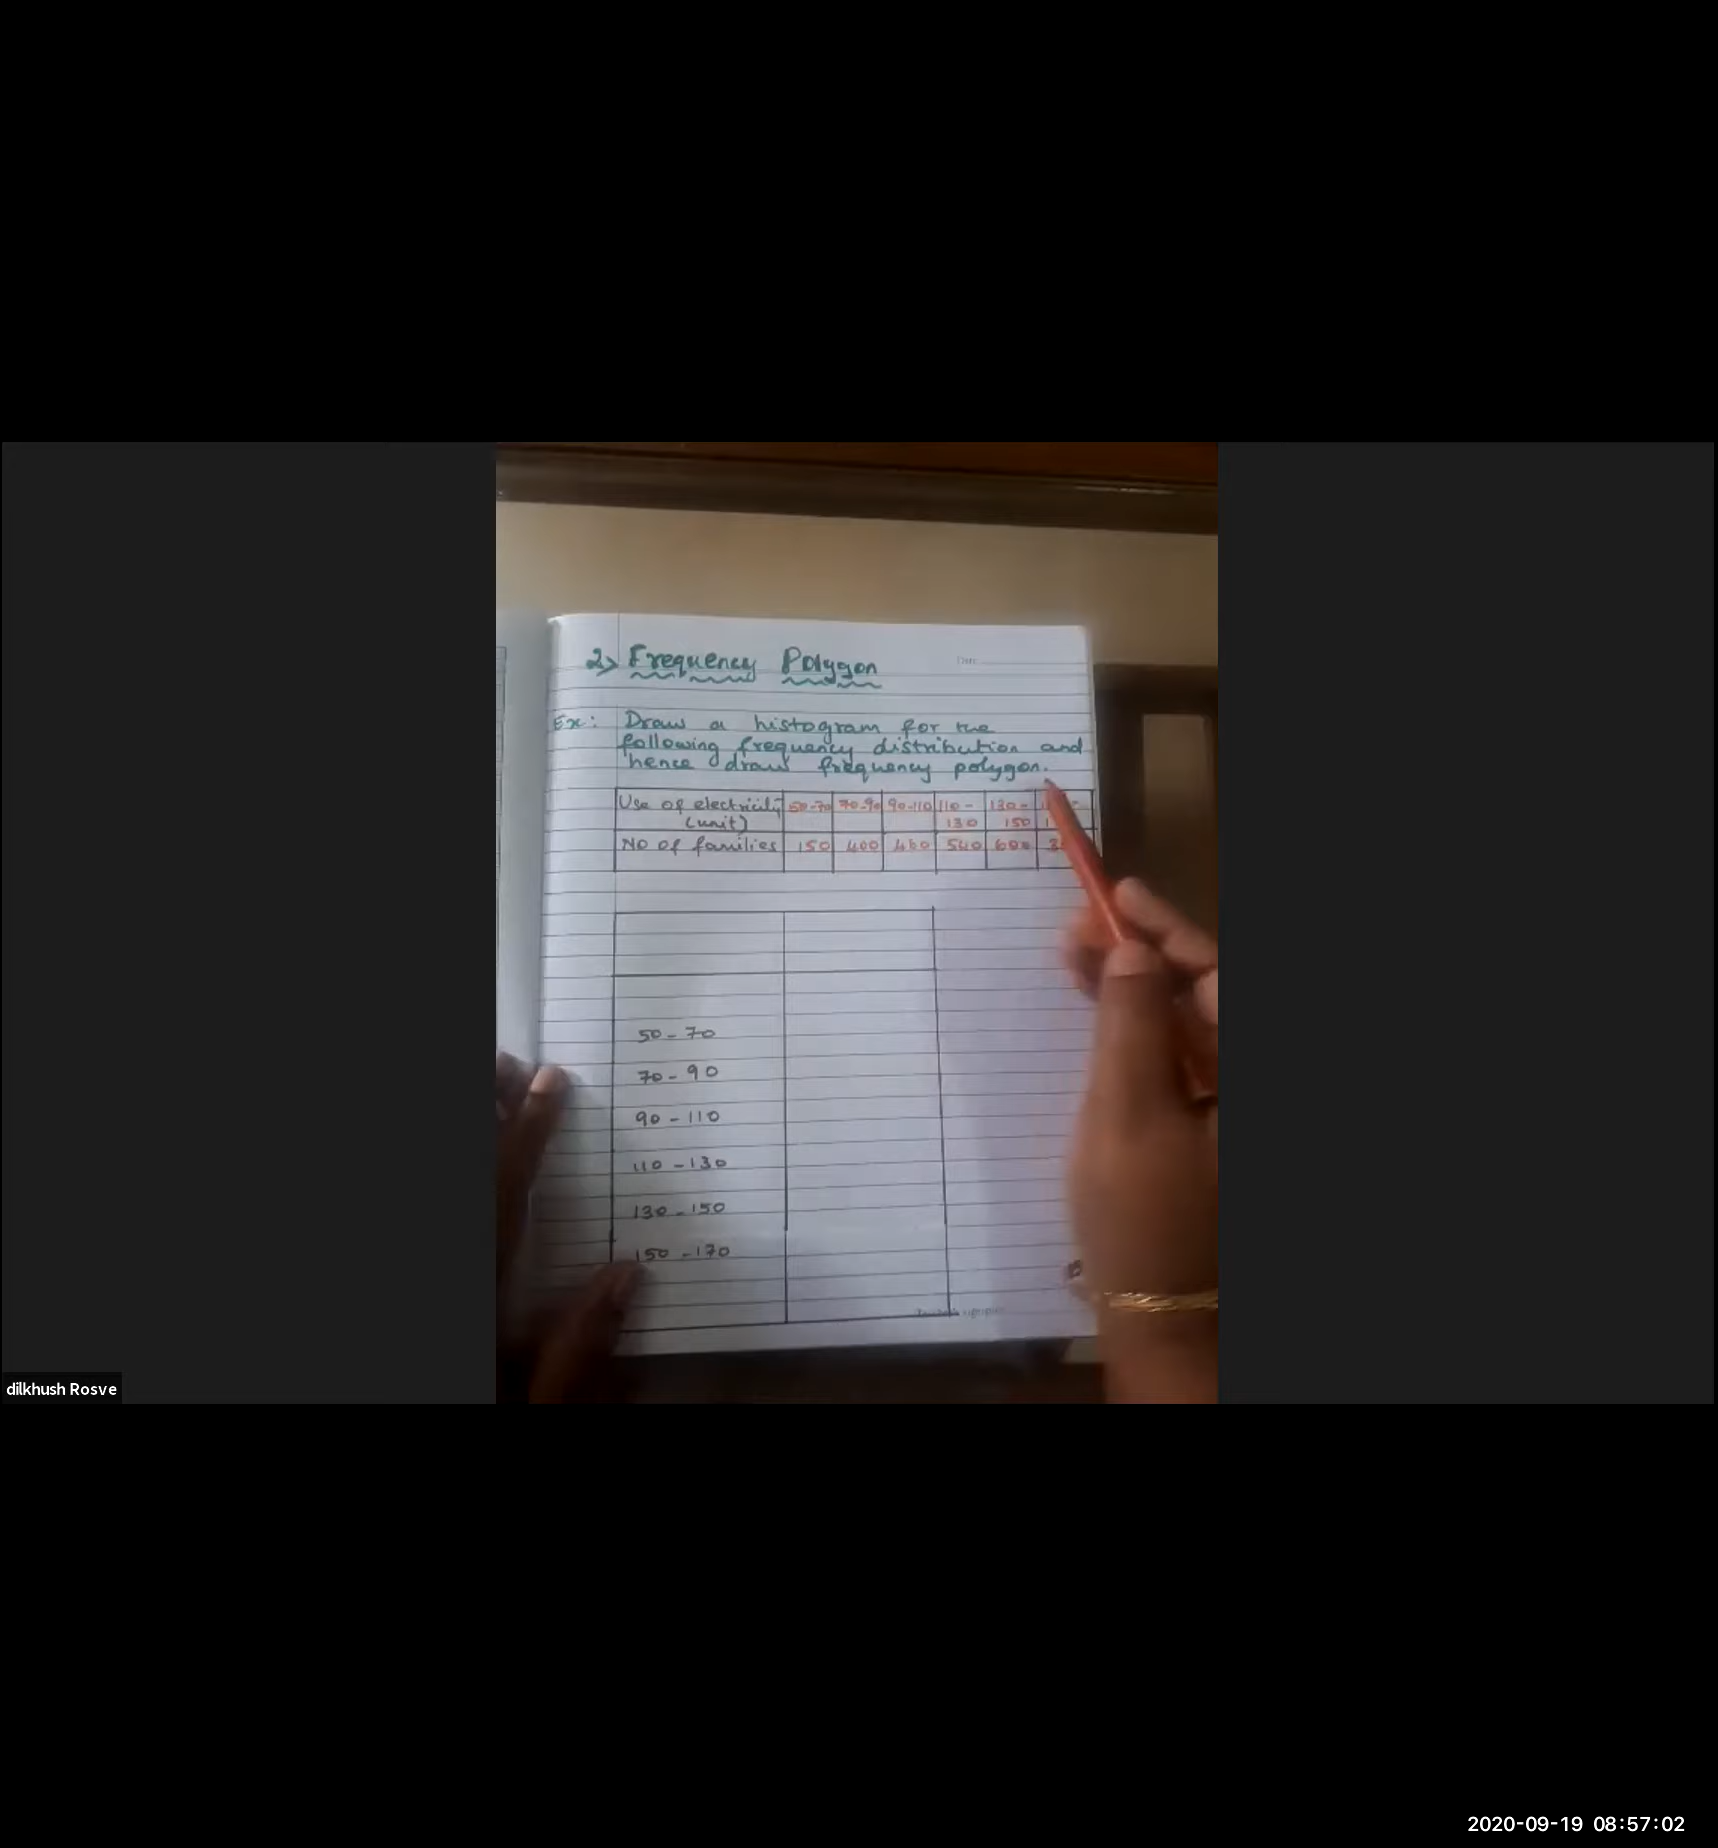 2> Frequency Polygon
Date
Ex: Draw a histogram for the
following frequency distribution and
hence draw frequency polygon.
Use of electricity 50-70 70-90 90-110 110- 130-
(unit) 130 150
No of families 150 400 460 540 600
50 - 70
70 - 90
90 - 110
110 - 130
130 - 150
150 - 170
dilkhush Rosve
2020-09-19 08:57:02